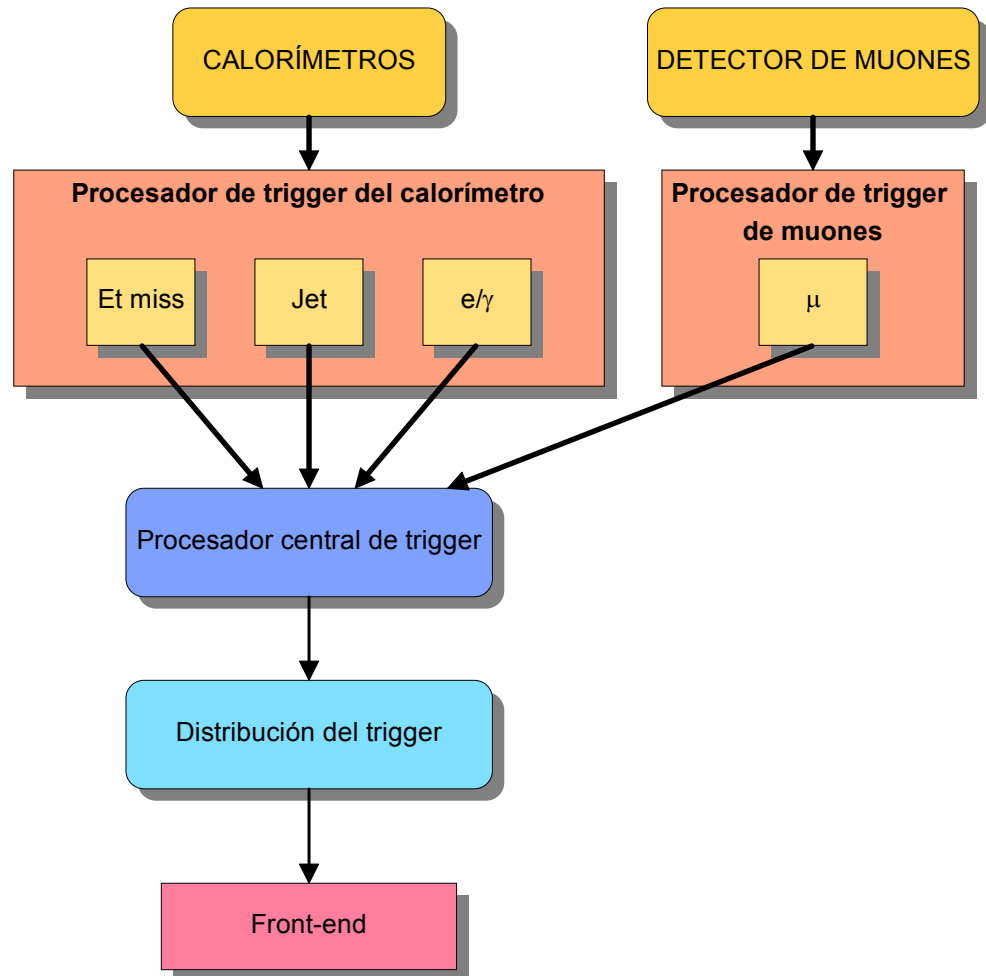 CALORÍMETROS
DETECTOR DE MUONES
Procesador de trigger del calorímetro
Et miss
Jet
e/γ
Procesador de trigger
de muones
μ
Procesador central de trigger
Distribución del trigger
Front-end